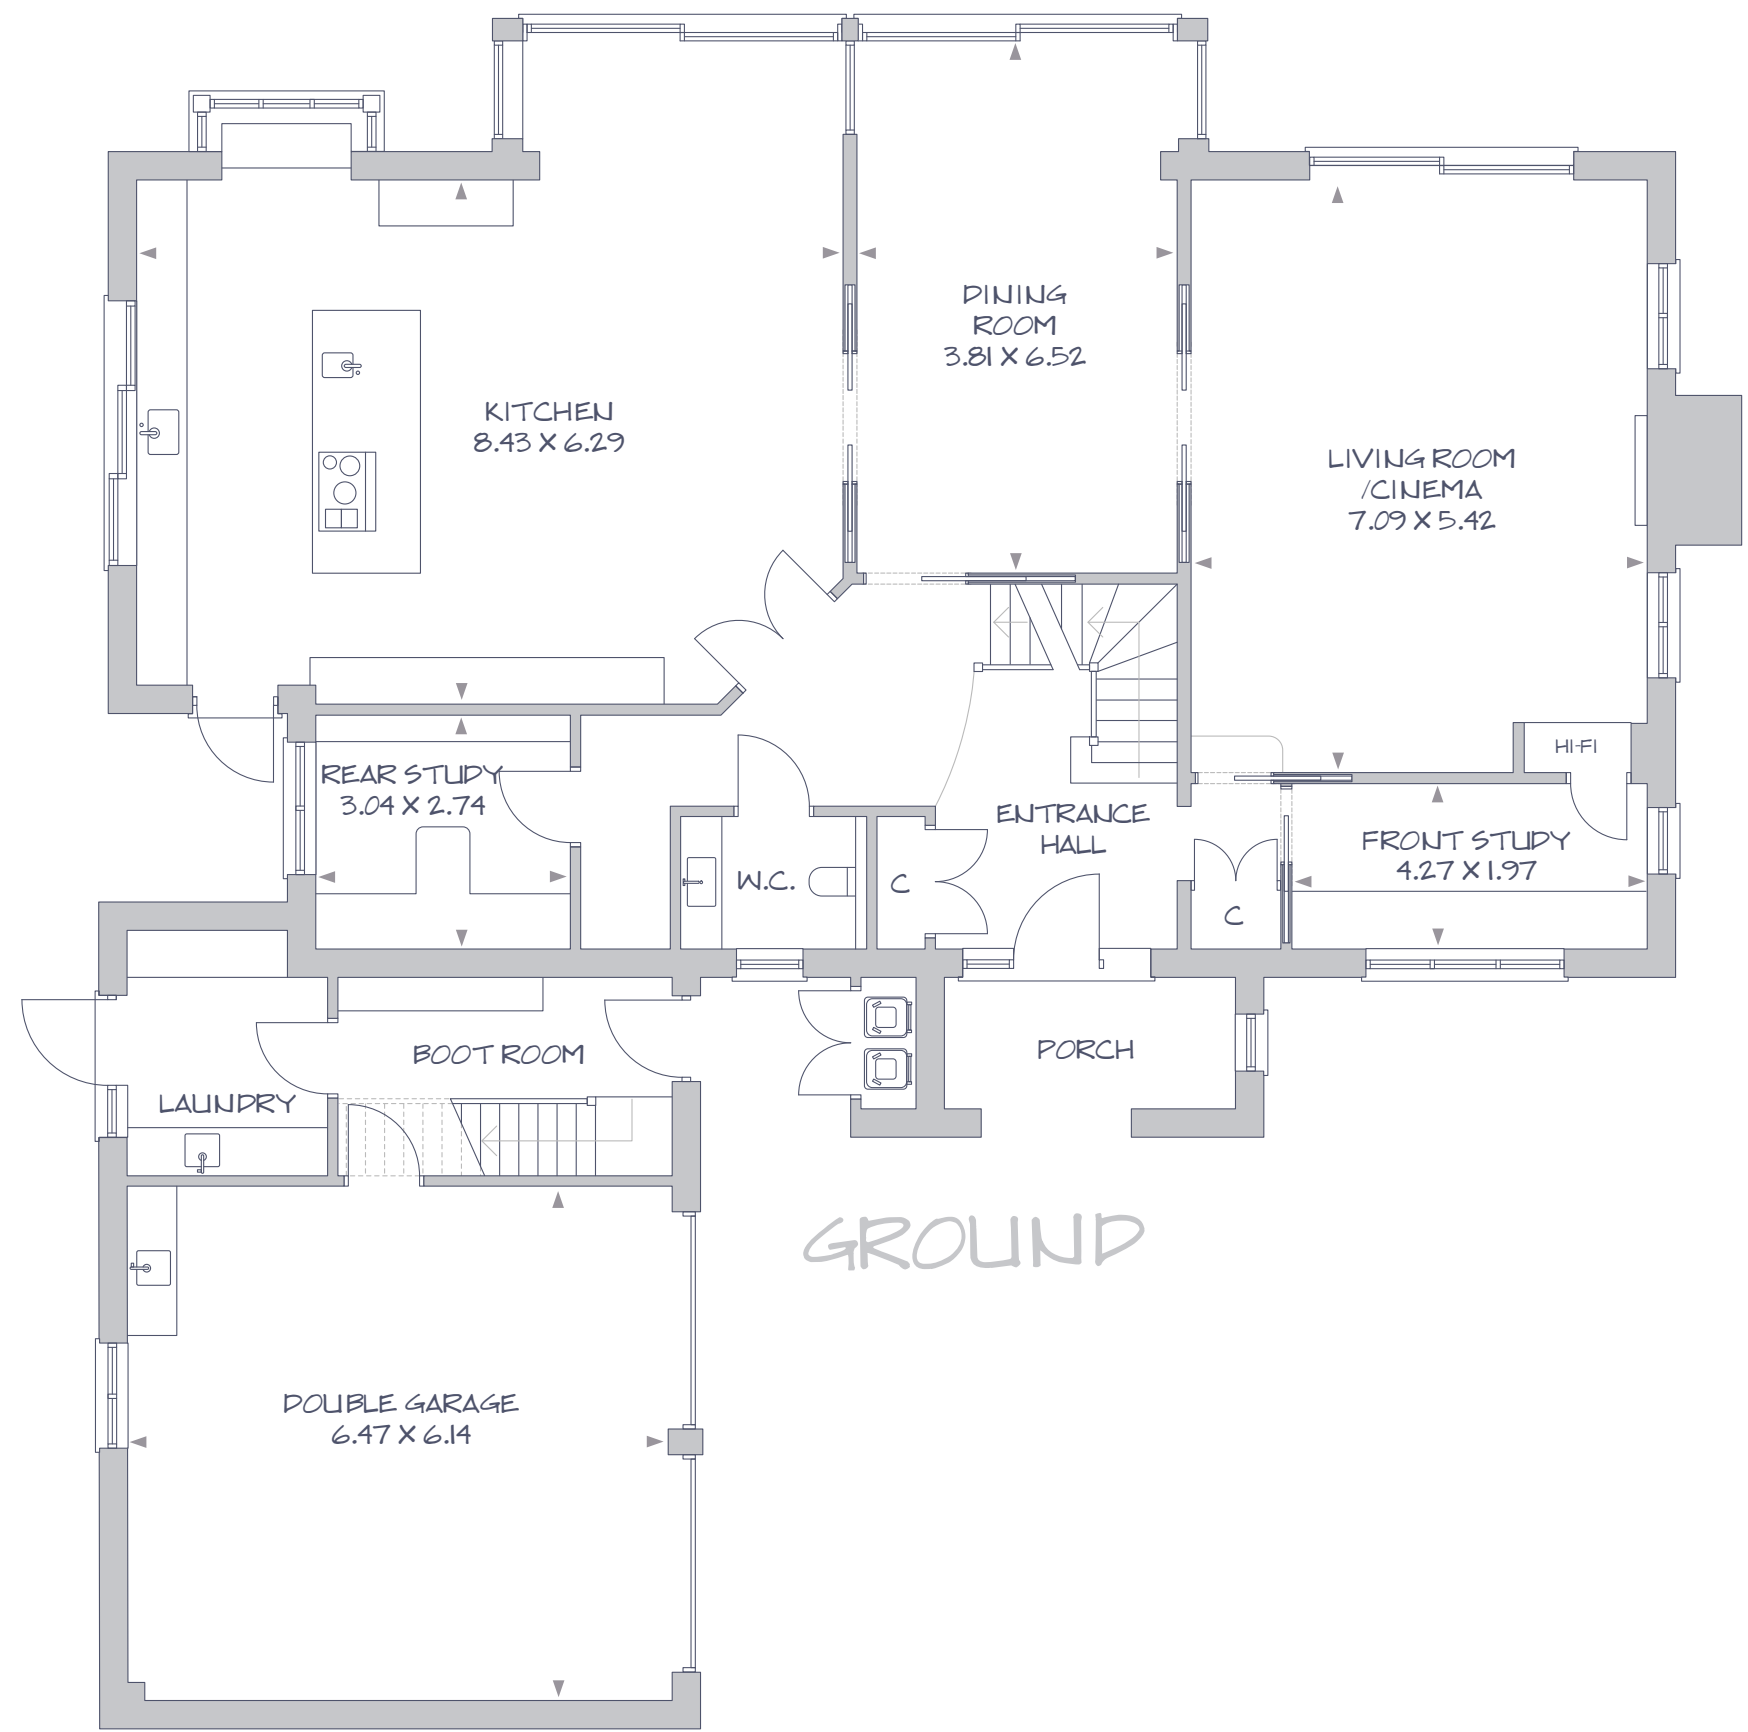 DINING
ROOM
3.81 X 6.52
KITCHEN
8.43 X 6.29
LIVING ROOM
/CINEMA
7.09 X 5.42
HI-FI
REAR STUDY
3.04 X 2.74
ENTRANCE
HALL
FRONT STUDY
4.27 X 1.97
W.C.
C
C
BOOT ROOM
PORCH
LAUNDRY
GROUND
DOUBLE GARAGE
6.47 X 6.14